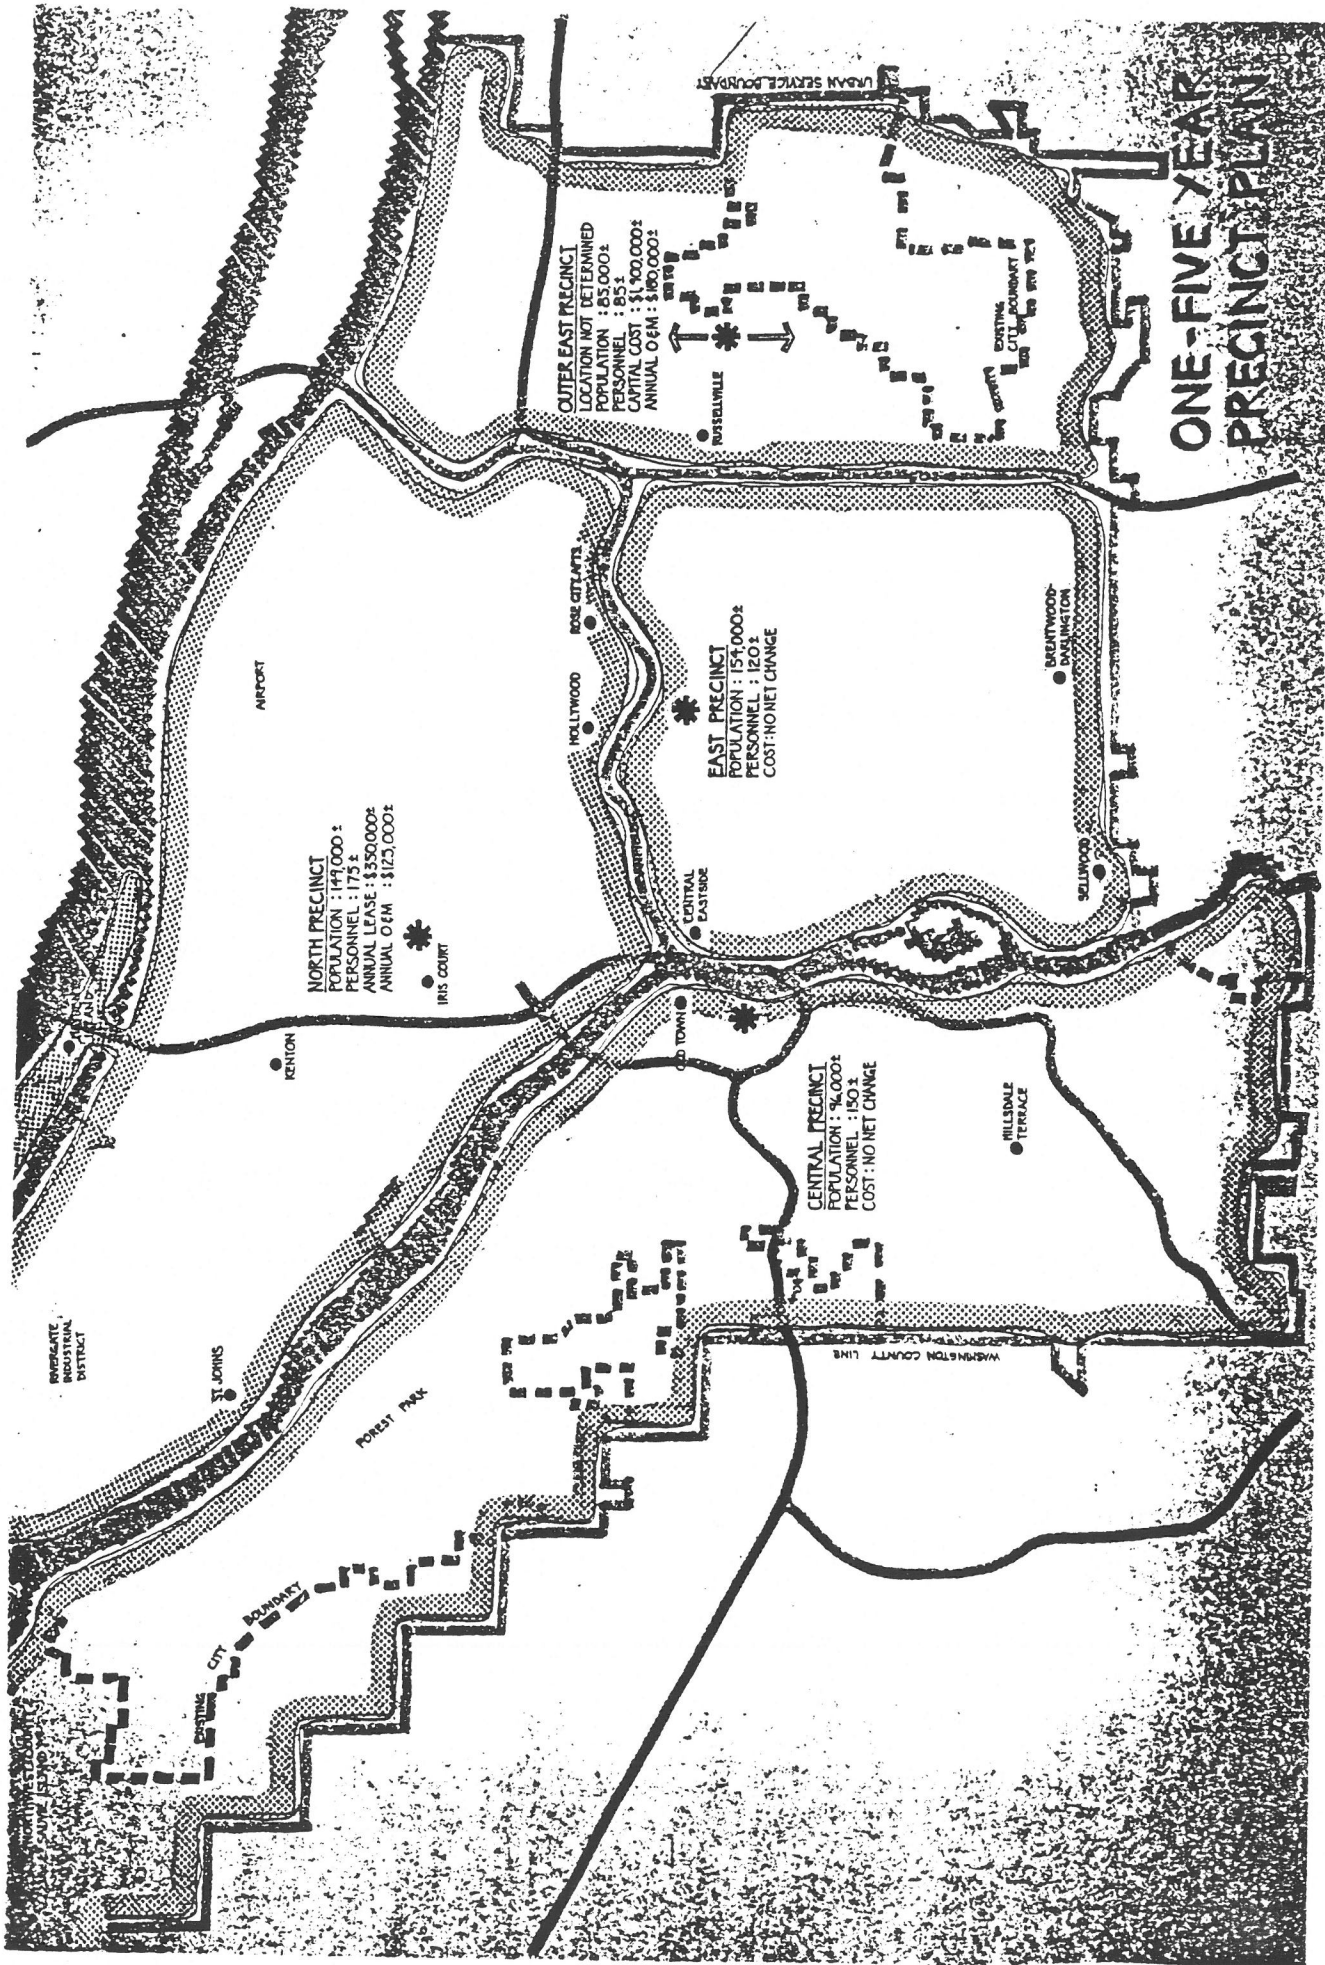 ONE-FIVE YEAR
PRECINCT PLAN
RIVERGATE
INDUSTRIAL
DISTRICT
ST JOHNS
FOREST PARK
EXISTING CITY BOUNDARY
KENTON
NORTH PRECINCT
POPULATION : 149,000±
PERSONNEL : 175±
ANNUAL LEASE : $350,000±
ANNUAL O&M : $125,000±
IRIS COURT
AIRPORT
HOLLYWOOD
ROSE CITY APTS
OUTER EAST PRECINCT
LOCATION NOT DETERMINED
POPULATION : 85,000±
PERSONNEL : 85±
CAPITAL COST : $1,900,000±
ANNUAL O&M : $180,000±
RUSSELLVILLE
URBAN SERVICE BOUNDARY
EXISTING
CITY BOUNDARY
EAST PRECINCT
POPULATION : 154,000±
PERSONNEL : 120±
COST: NO NET CHANGE
CENTRAL
EASTSIDE
OLD TOWN
CENTRAL PRECINCT
POPULATION : 96,000±
PERSONNEL : 150±
COST: NO NET CHANGE
WASHINGTON COUNTY LINE
HILLSDALE
TERRACE
SELLWOOD
BRENTWOOD-
DARLINGTON